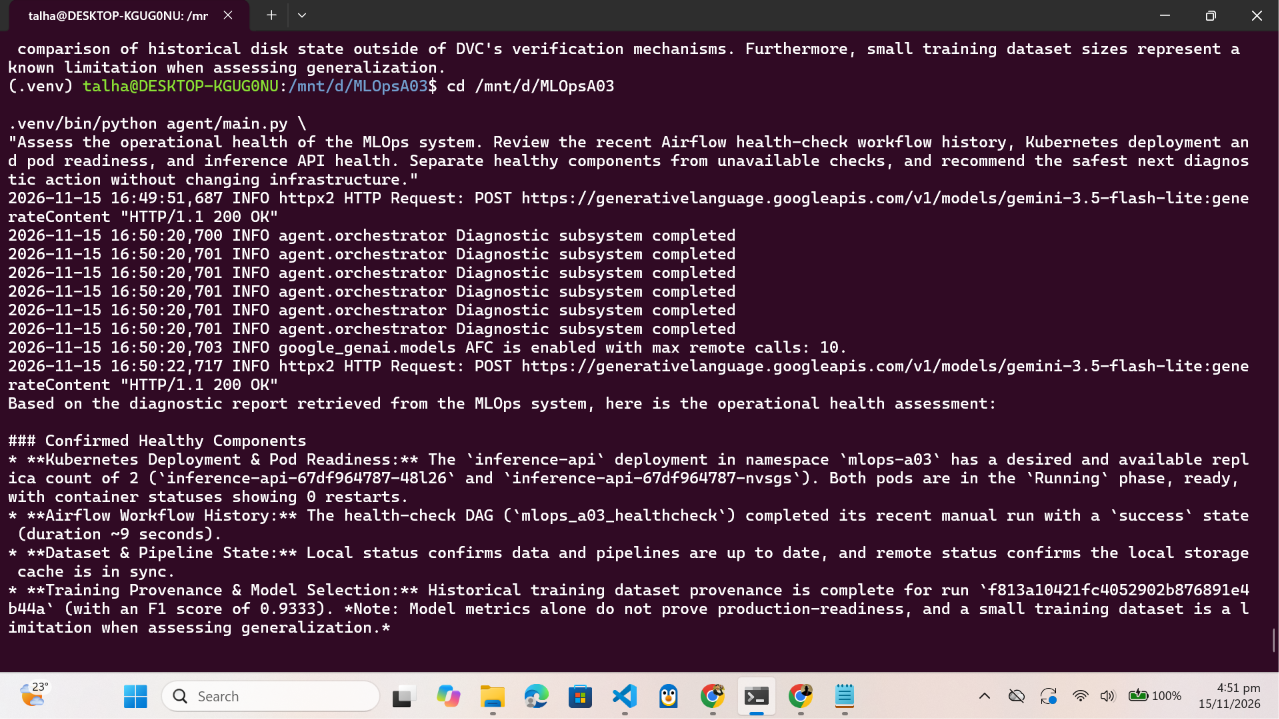 talha@DESKTOP-KGUG0NU: /mr
comparison of historical disk state outside of DVC's verification mechanisms. Furthermore, small training dataset sizes represent a
known limitation when assessing generalization.
(.venv) talha@DESKTOP-KGUG0NU:/mnt/d/MLOpsA03$ cd /mnt/d/MLOpsA03
.venv/bin/python agent/main.py \
"Assess the operational health of the MLOps system. Review the recent Airflow health-check workflow history, Kubernetes deployment an
d pod readiness, and inference API health. Separate healthy components from unavailable checks, and recommend the safest next diagnos
tic action without changing infrastructure."
2026-11-15 16:49:51,687 INFO httpx2 HTTP Request: POST https://generativelanguage.googleapis.com/v1/models/gemini-3.5-flash-lite:gene
rateContent "HTTP/1.1 200 OK"
2026-11-15 16:50:20,700 INFO agent.orchestrator Diagnostic subsystem completed
2026-11-15 16:50:20,701 INFO agent.orchestrator Diagnostic subsystem completed
2026-11-15 16:50:20,701 INFO agent.orchestrator Diagnostic subsystem completed
2026-11-15 16:50:20,701 INFO agent.orchestrator Diagnostic subsystem completed
2026-11-15 16:50:20,701 INFO agent.orchestrator Diagnostic subsystem completed
2026-11-15 16:50:20,701 INFO agent.orchestrator Diagnostic subsystem completed
2026-11-15 16:50:20,703 INFO google_genai.models AFC is enabled with max remote calls: 10.
2026-11-15 16:50:22,717 INFO httpx2 HTTP Request: POST https://generativelanguage.googleapis.com/v1/models/gemini-3.5-flash-lite:gene
rateContent "HTTP/1.1 200 OK"
Based on the diagnostic report retrieved from the MLOps system, here is the operational health assessment:
### Confirmed Healthy Components
* **Kubernetes Deployment & Pod Readiness:** The `inference-api` deployment in namespace `mlops-a03` has a desired and available repl
ica count of 2 (`inference-api-67df964787-48l26` and `inference-api-67df964787-nvsgs`). Both pods are in the `Running` phase, ready,
with container statuses showing 0 restarts.
* **Airflow Workflow History:** The health-check DAG (`mlops_a03_healthcheck`) completed its recent manual run with a `success` state
(duration ~9 seconds).
* **Dataset & Pipeline State:** Local status confirms data and pipelines are up to date, and remote status confirms the local storage
cache is in sync.
* **Training Provenance & Model Selection:** Historical training dataset provenance is complete for run `f813a10421fc4052902b876891e4
b44a` (with an F1 score of 0.9333). *Note: Model metrics alone do not prove production-readiness, and a small training dataset is a l
imitation when assessing generalization.*
23°
Search
100%
4:51 pm
15/11/2026